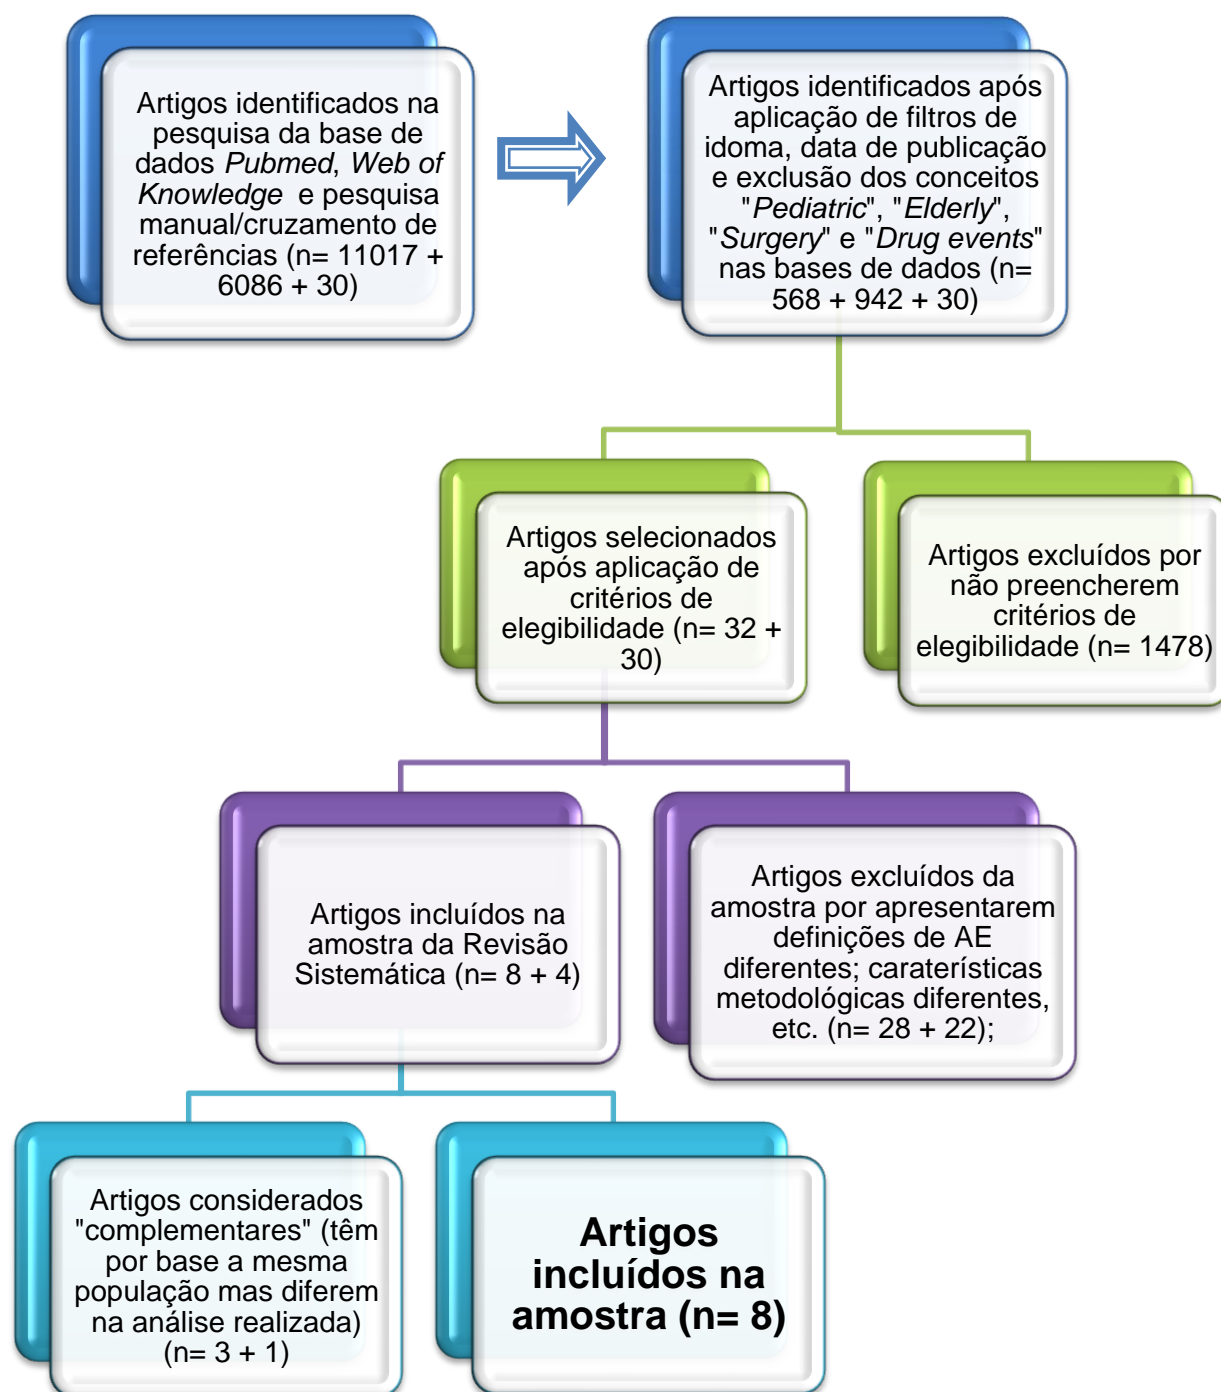 Artigos identificados na
pesquisa da base de
dados Pubmed, Web of
Knowledge e pesquisa
manual/cruzamento de
referências (n= 11017 +
6086 + 30)
Artigos identificados após
aplicação de filtros de
idoma, data de publicação
e exclusão dos conceitos
"Pediatric", "Elderly",
"Surgery" e "Drug events"
nas bases de dados (n=
568 + 942 + 30)
Artigos selecionados
após aplicação de
critérios de
elegibilidade (n= 32 +
30)
Artigos excluídos por
não preencherem
critérios de
elegibilidade (n= 1478)
Artigos incluídos na
amostra da Revisão
Sistemática (n= 8 + 4)
Artigos excluídos da
amostra por apresentarem
definições de AE
diferentes; caraterísticas
metodológicas diferentes,
etc. (n= 28 + 22);
Artigos considerados
"complementares" (têm
por base a mesma
população mas diferem
na análise realizada)
(n= 3 + 1)
Artigos
incluídos na
amostra (n= 8)